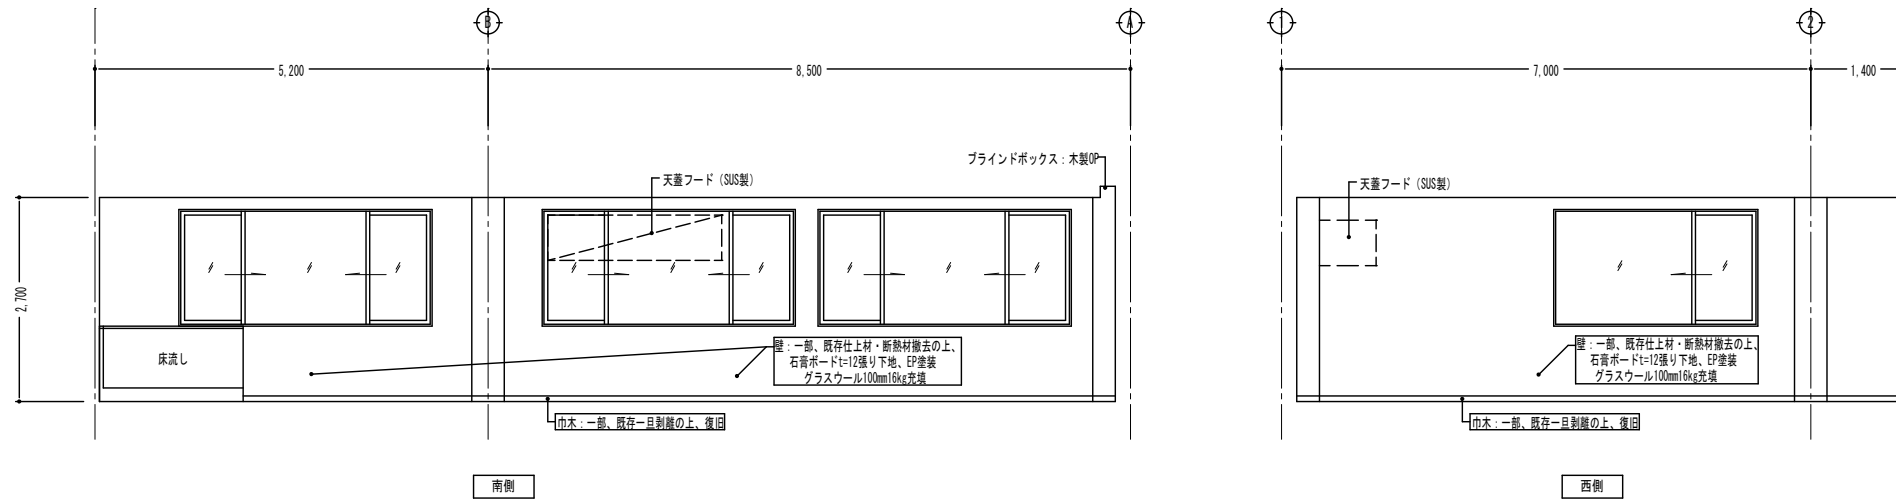 B
A
1
2
5,200
8,500
7,000
1,400
ブラインドボックス：木製OP
天蓋フード（SUS製）
天蓋フード（SUS製）
2,700
床流し
壁：一部、既存仕上材・断熱材撤去の上、
石膏ボードt=12張り下地、EP塗装
グラスウール100mm16kg充填
壁：一部、既存仕上材・断熱材撤去の上、
石膏ボードt=12張り下地、EP塗装
グラスウール100mm16kg充填
巾木：一部、既存一旦剥離の上、復旧
巾木：一部、既存一旦剥離の上、復旧
南側
西側